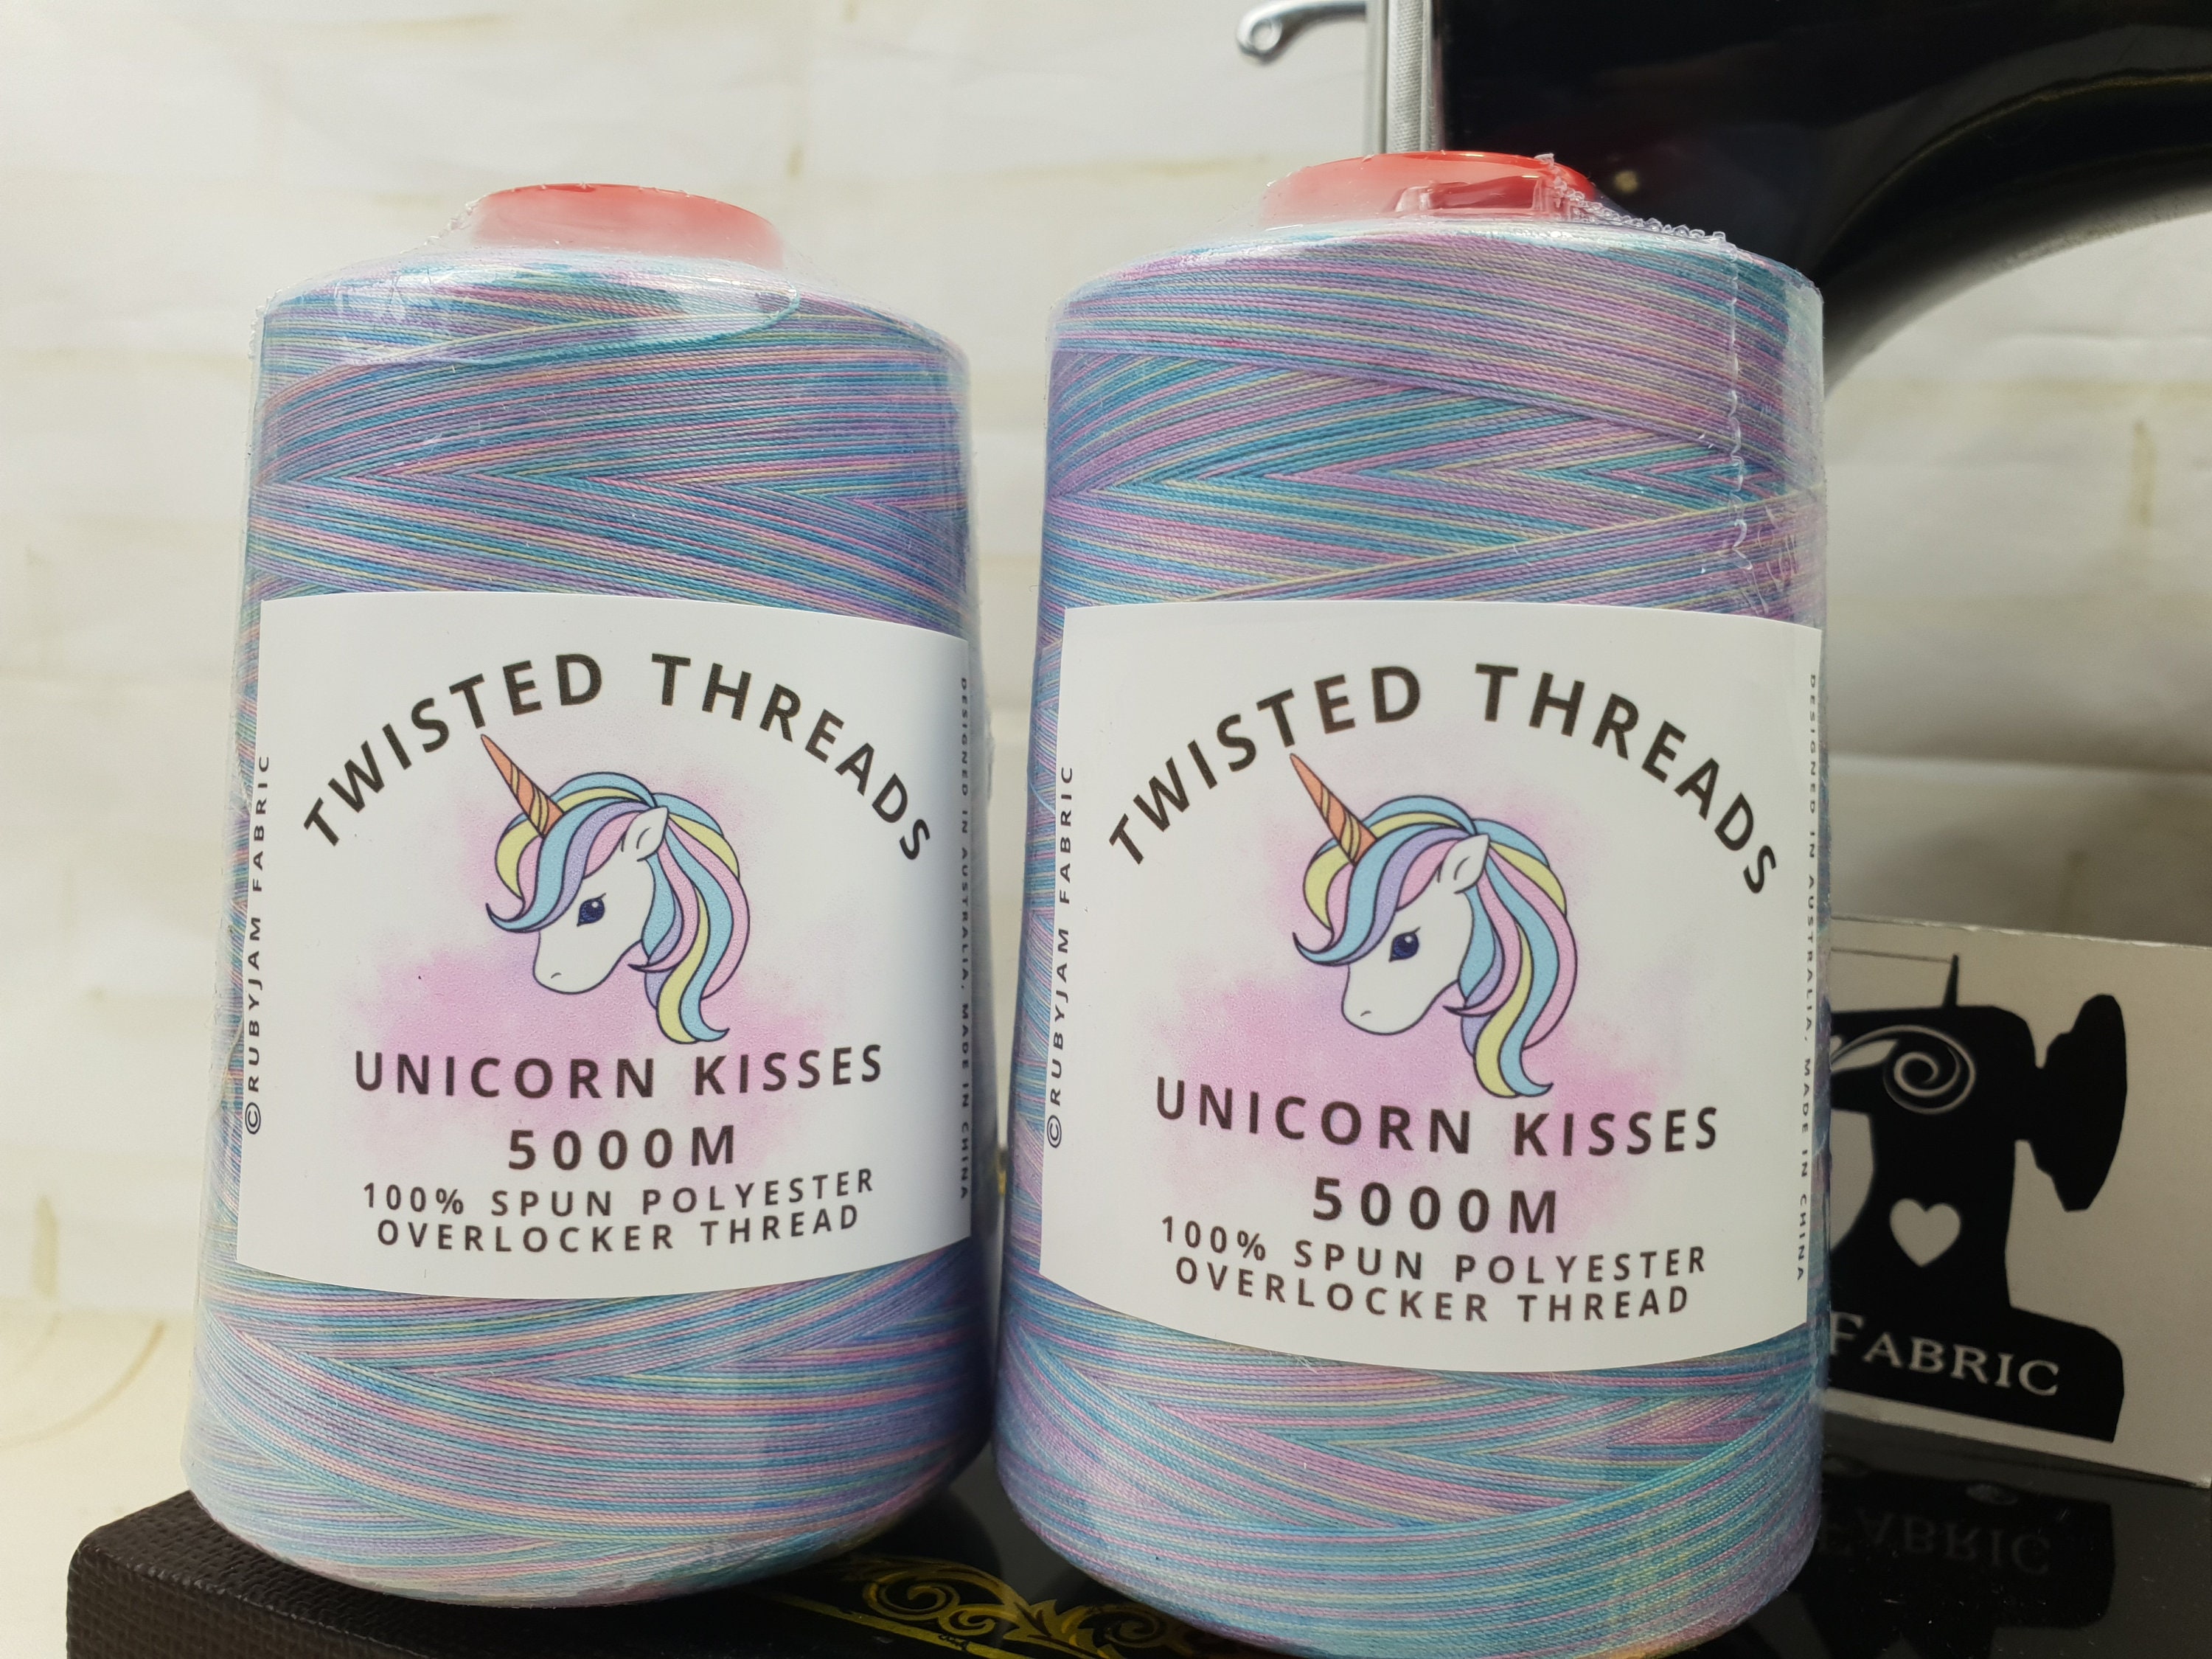 TWISTED THREADS
UNICORN KISSES
5000M
100% SPUN POLYESTER
OVERLOCKER THREAD
©RUBYJAM FABRIC
DESIGNED IN AUSTRALIA, MADE IN CHINA
TWISTED THREADS
UNICORN KISSES
5000M
100% SPUN POLYESTER
OVERLOCKER THREAD
©RUBYJAM FABRIC
DESIGNED IN AUSTRALIA, MADE IN CHINA
FABRIC